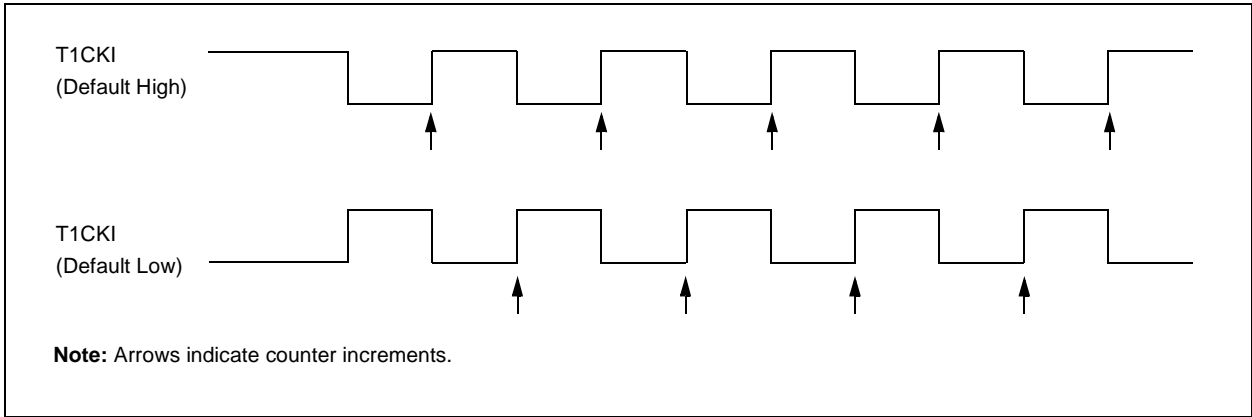 T1CKI
(Default High)
T1CKI
(Default Low)
Note: Arrows indicate counter increments.